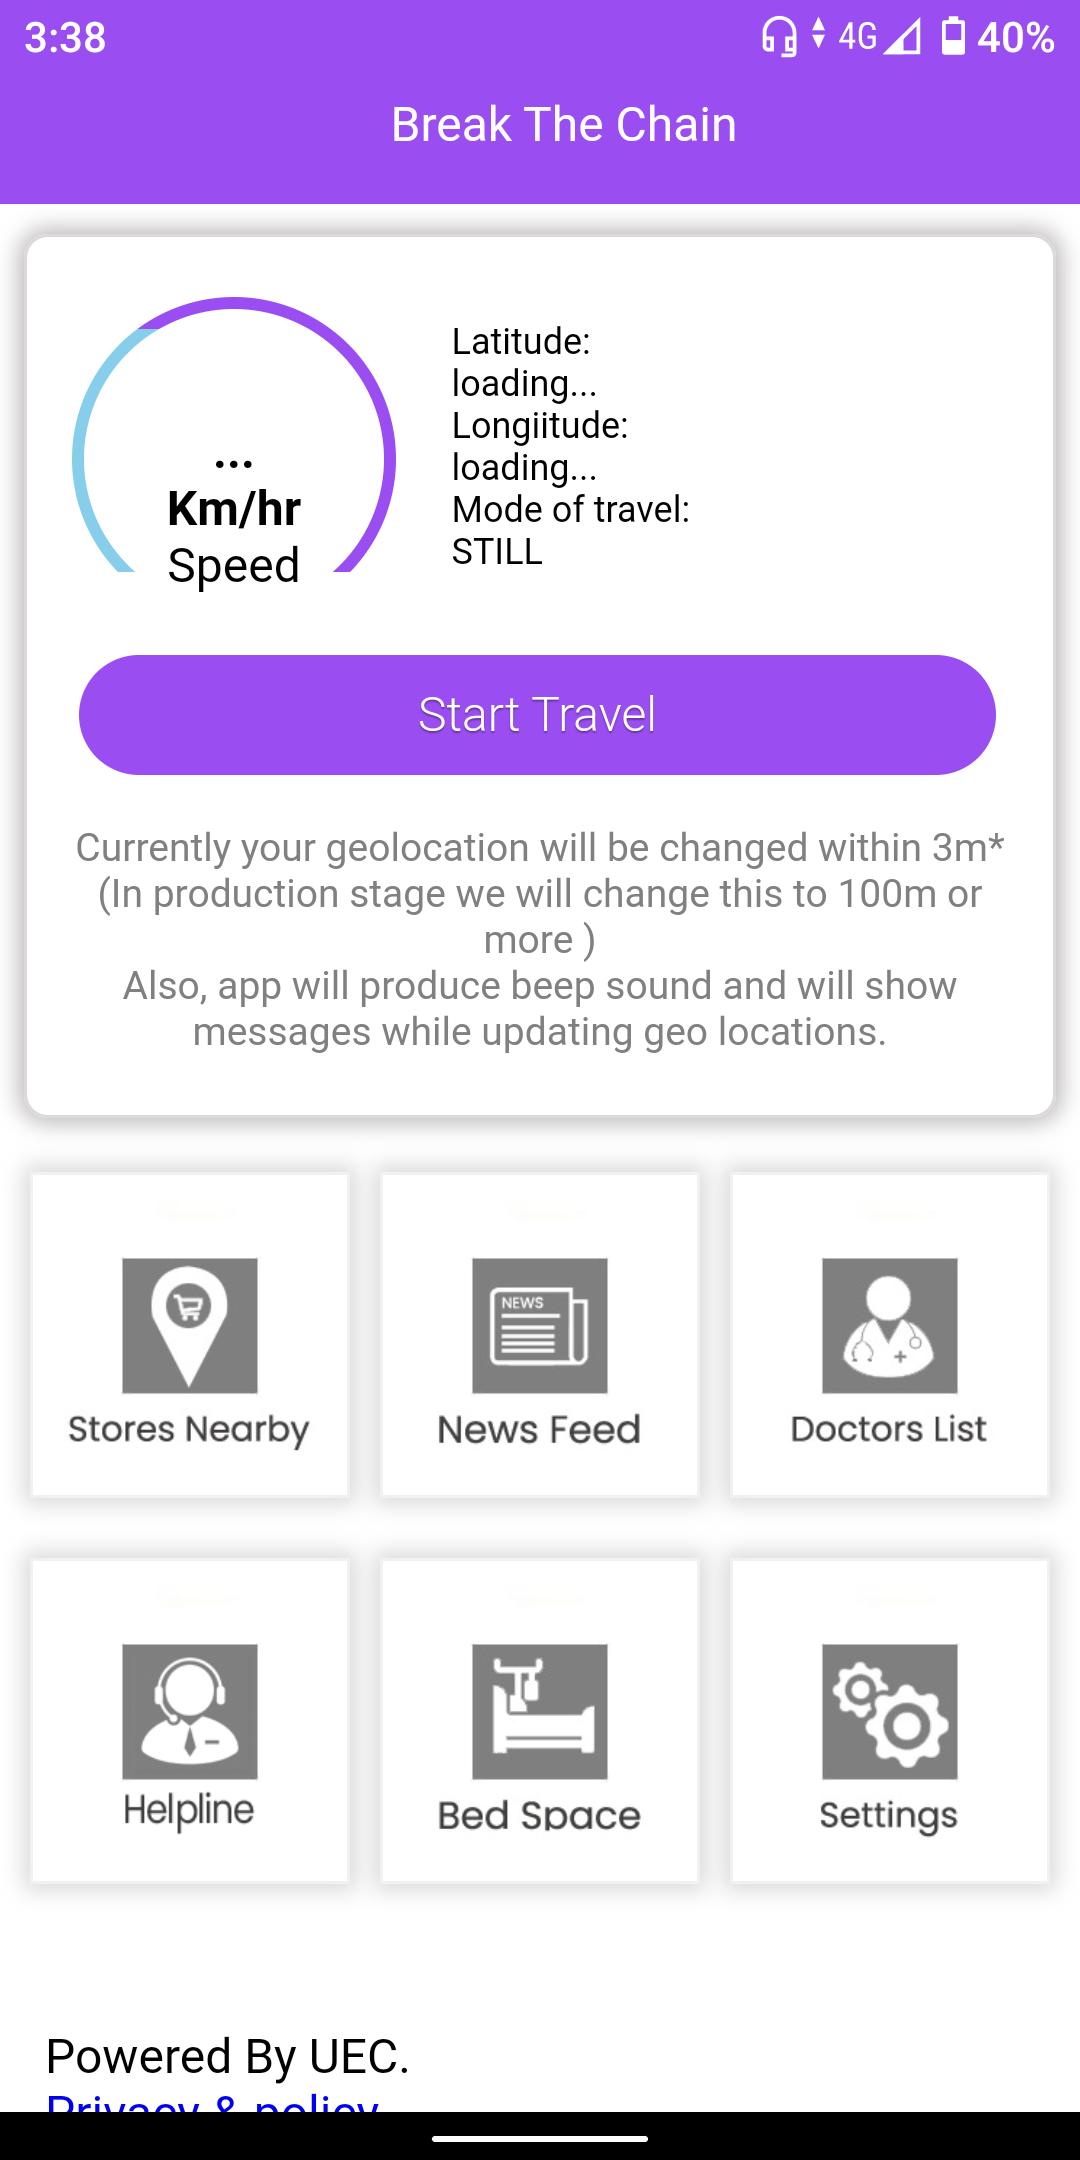 3:38
4G
40%
Break The Chain
...
Km/hr
Speed
Latitude:
loading...
Longiitude:
loading...
Mode of travel:
STILL
Start Travel
Currently your geolocation will be changed within 3m*
(In production stage we will change this to 100m or
more )
Also, app will produce beep sound and will show
messages while updating geo locations.
NEWS
Stores Nearby
News Feed
Doctors List
Helpline
Bed Space
Settings
Powered By UEC.
Privacy & policy